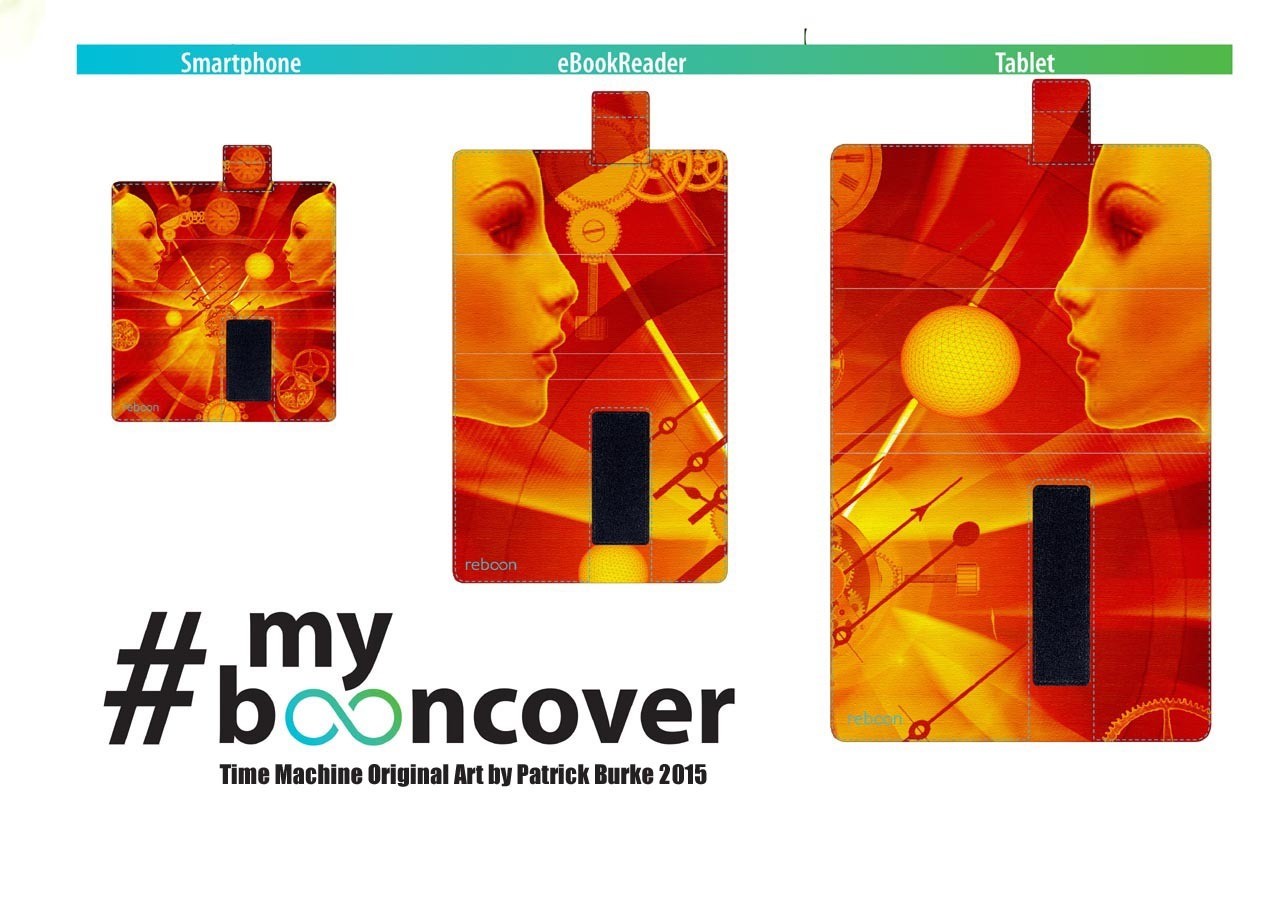 Smartphone eBookReader Tablet
reboon
reboon
reboon
#my
booncover
Time Machine Original Art by Patrick Burke 2015